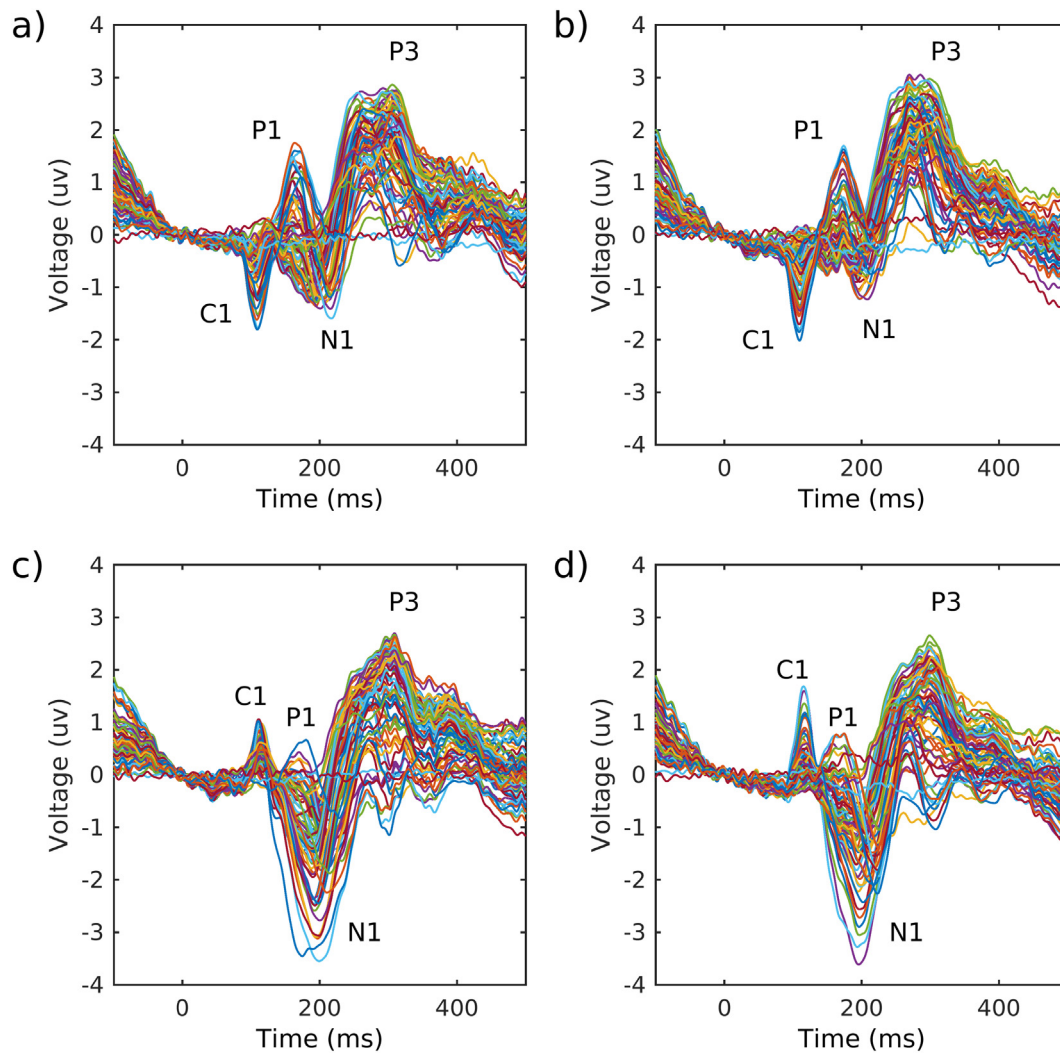 a)
4
3
2
1
0
-1
-2
-3
-4
Voltage (uv)
P3
P1
C1
N1
0 200 400
Time (ms)
b)
4
3
2
1
0
-1
-2
-3
-4
Voltage (uv)
P3
P1
C1
N1
0 200 400
Time (ms)
c)
4
3
2
1
0
-1
-2
-3
-4
Voltage (uv)
P3
C1
P1
N1
0 200 400
Time (ms)
d)
4
3
2
1
0
-1
-2
-3
-4
Voltage (uv)
P3
C1
P1
N1
0 200 400
Time (ms)